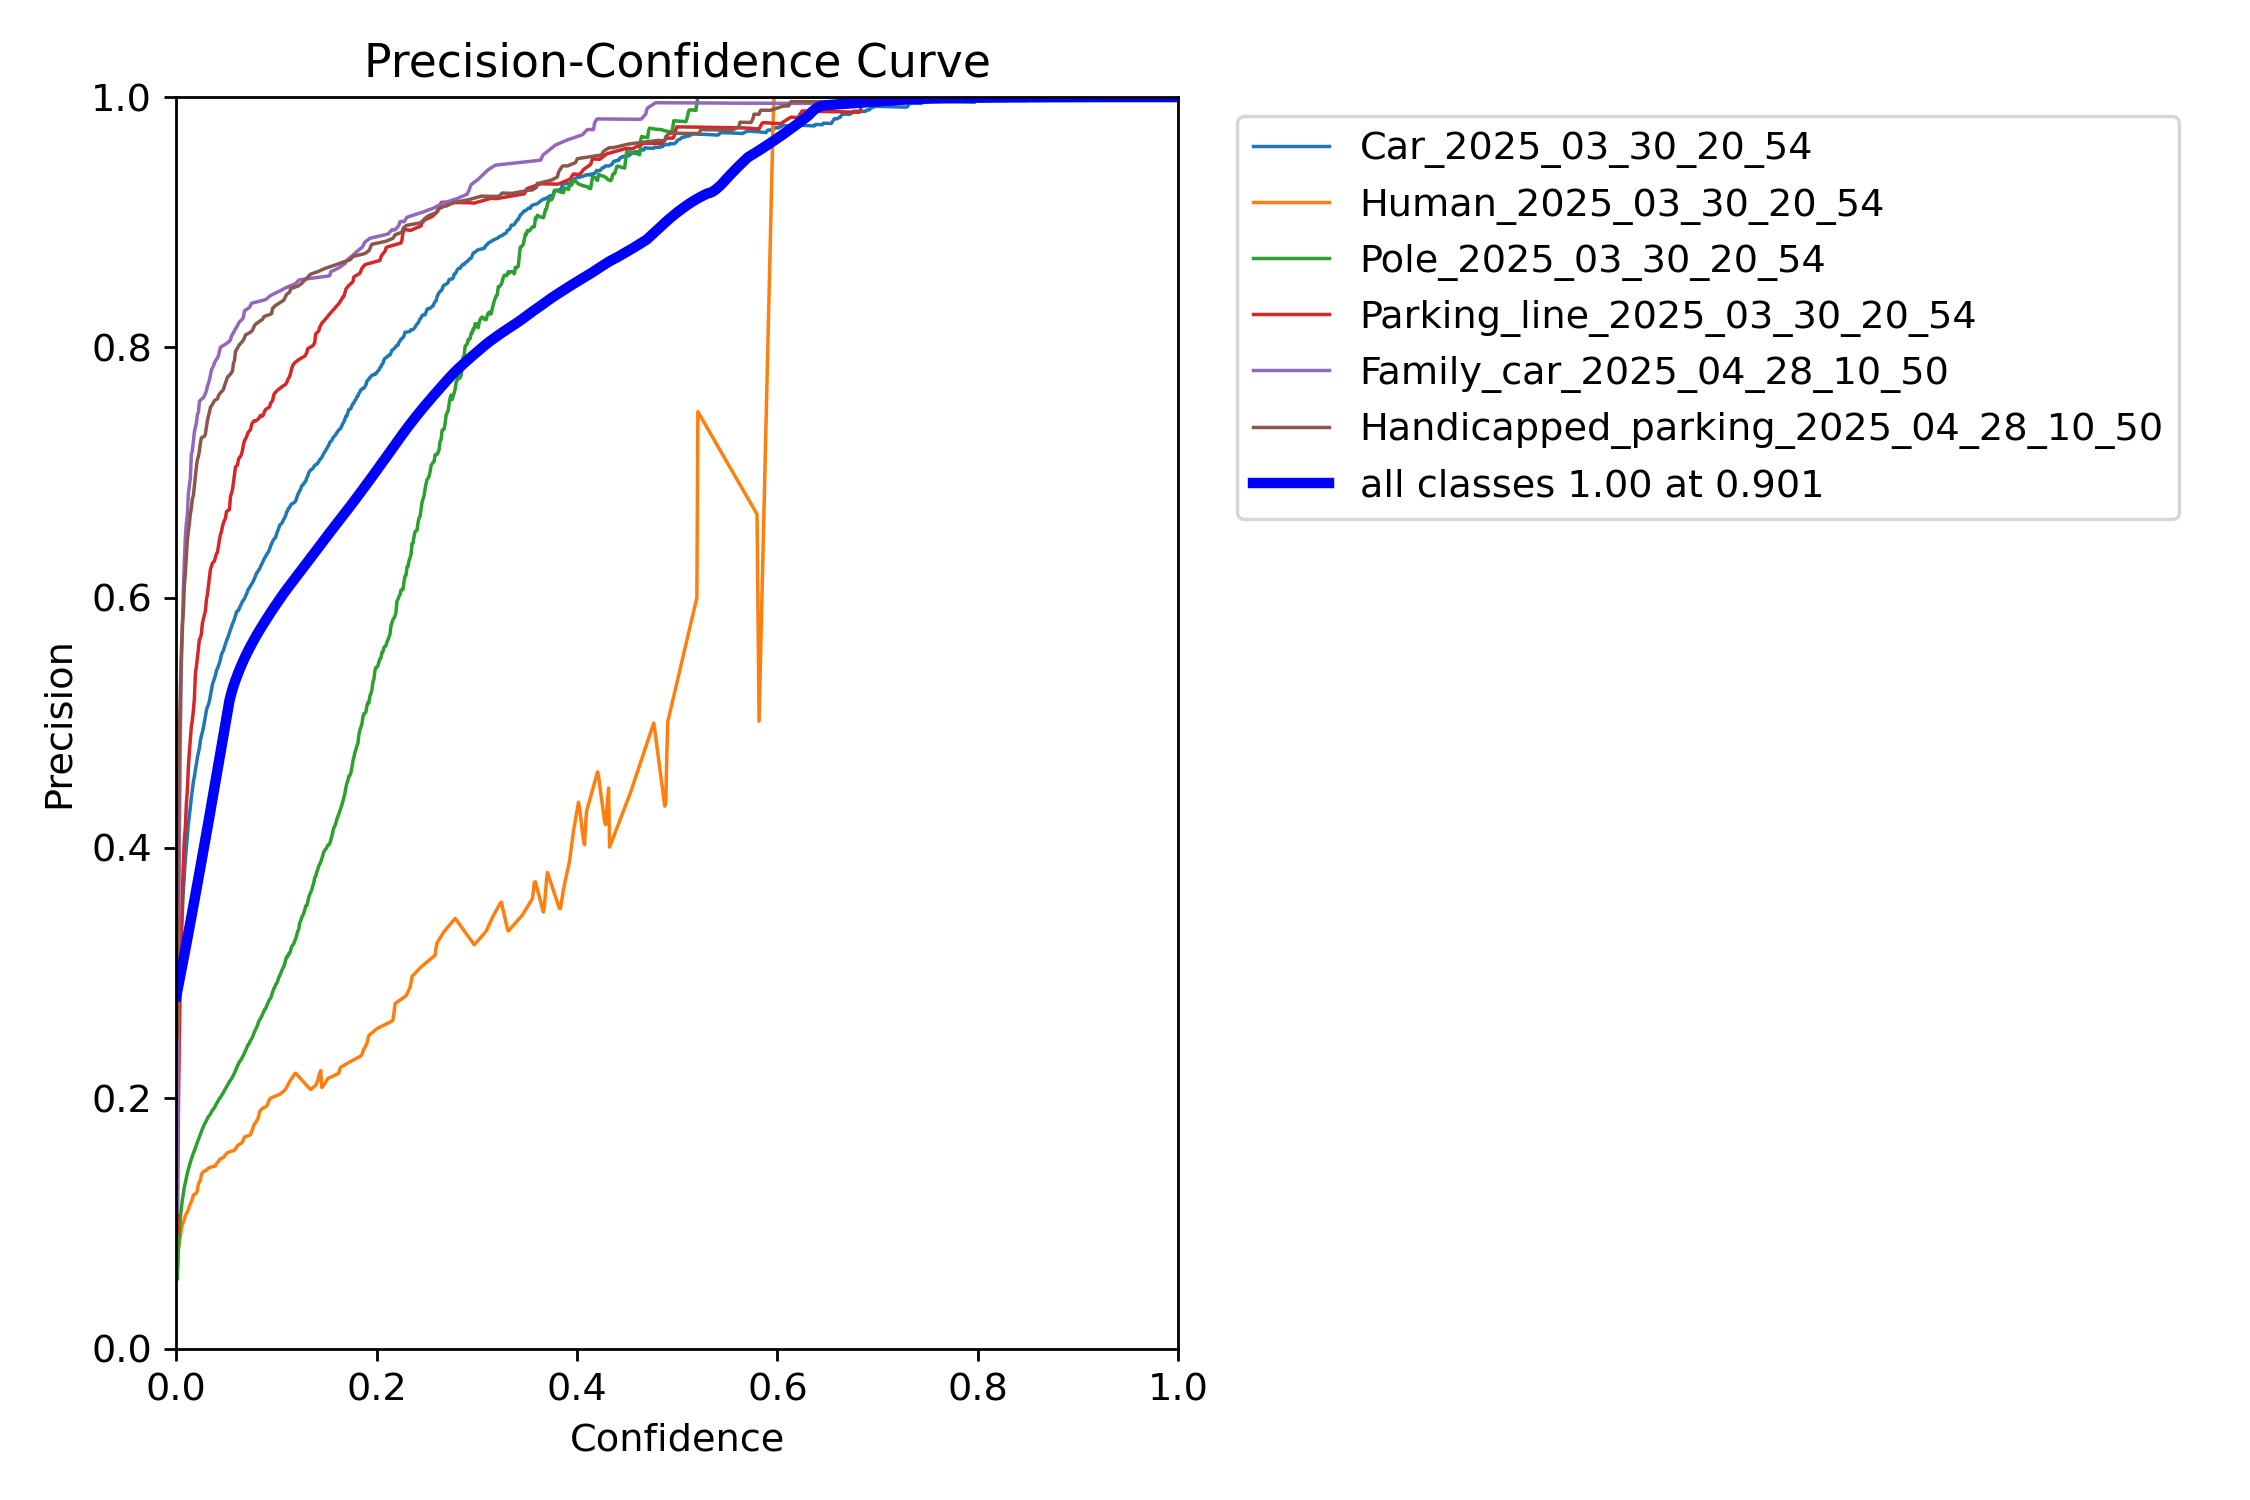 Precision-Confidence Curve
1.0
0.8
0.6
0.4
0.2
0.0
Precision
0.0 0.2 0.4 0.6 0.8 1.0
Confidence
Car_2025_03_30_20_54
Human_2025_03_30_20_54
Pole_2025_03_30_20_54
Parking_line_2025_03_30_20_54
Family_car_2025_04_28_10_50
Handicapped_parking_2025_04_28_10_50
all classes 1.00 at 0.901